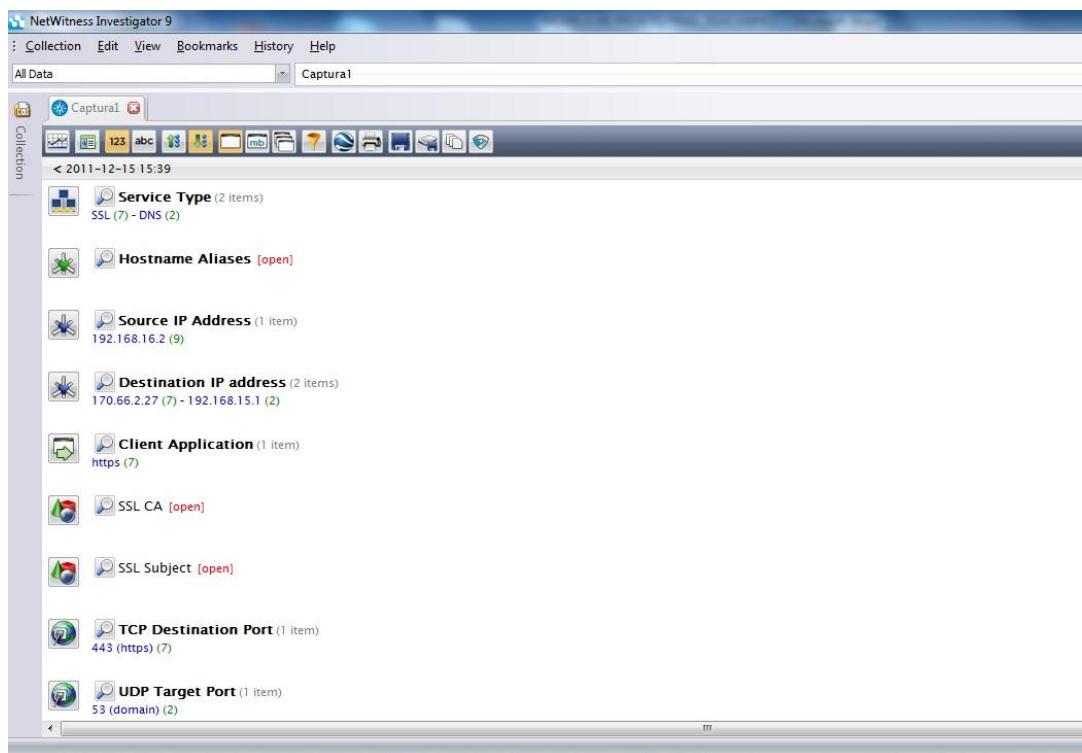 NetWitness Investigator 9
Collection Edit View Bookmarks History Help
All Data Captura1
Captura1
Collection
123 abc mb
< 2011-12-15 15:39
Service Type (2 items)
SSL (7) - DNS (2)
Hostname Aliases [open]
Source IP Address (1 item)
192.168.16.2 (9)
Destination IP address (2 items)
170.66.2.27 (7) - 192.168.15.1 (2)
Client Application (1 item)
https (7)
SSL CA [open]
SSL Subject [open]
TCP Destination Port (1 item)
443 (https) (7)
UDP Target Port (1 item)
53 (domain) (2)